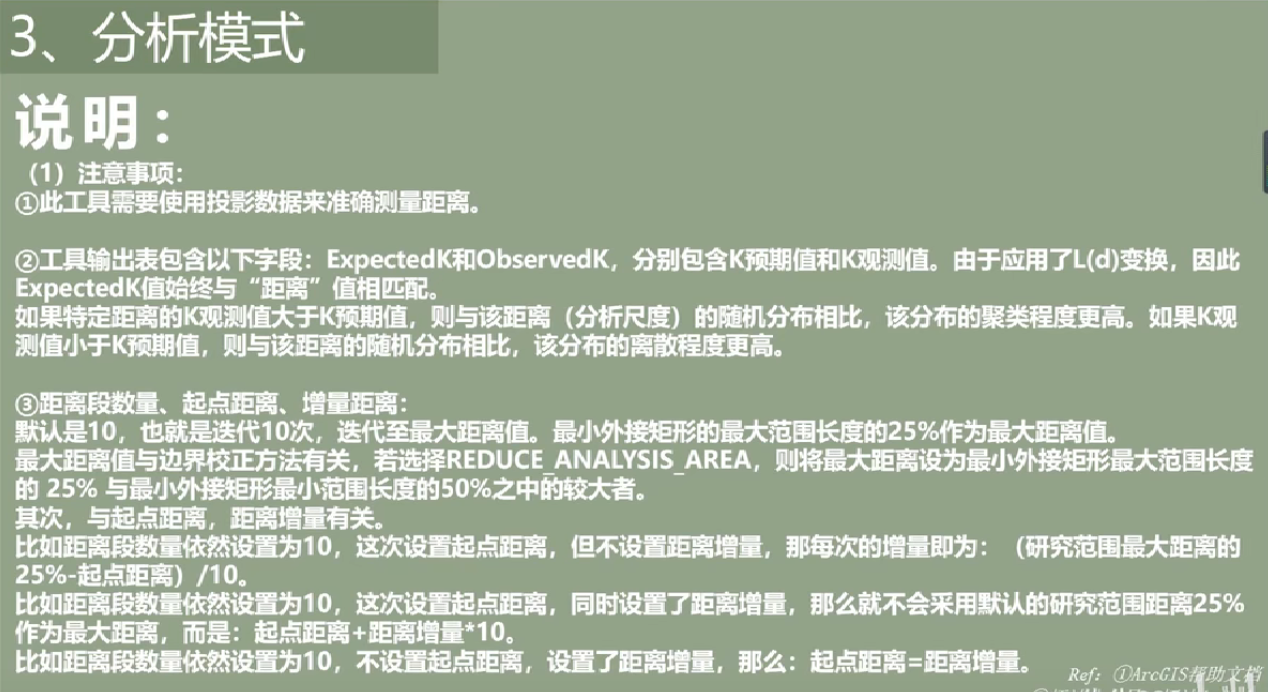 3、分析模式
说明：
（1）注意事项：
①此工具需要使用投影数据来准确测量距离。
②工具输出表包含以下字段：ExpectedK和ObservedK，分别包含K预期值和K观测值。由于应用了L(d)变换，因此
ExpectedK值始终与“距离”值相匹配。
如果特定距离的K观测值大于K预期值，则与该距离（分析尺度）的随机分布相比，该分布的聚类程度更高。如果K观
测值小于K预期值，则与该距离的随机分布相比，该分布的离散程度更高。
③距离段数量、起点距离、增量距离：
默认是10，也就是迭代10次，迭代至最大距离值。最小外接矩形的最大范围长度的25%作为最大距离值。
最大距离值与边界校正方法有关，若选择REDUCE_ANALYSIS_AREA，则将最大距离设为最小外接矩形最大范围长度
的 25% 与最小外接矩形最小范围长度的50%之中的较大者。
其次，与起点距离，距离增量有关。
比如距离段数量依然设置为10，这次设置起点距离，但不设置距离增量，那每次的增量即为：（研究范围最大距离的
25%-起点距离）/10。
比如距离段数量依然设置为10，这次设置起点距离，同时设置了距离增量，那么就不会采用默认的研究范围距离25%
作为最大距离，而是：起点距离+距离增量*10。
比如距离段数量依然设置为10，不设置起点距离，设置了距离增量，那么：起点距离=距离增量。
Ref：①ArcGIS帮助文档